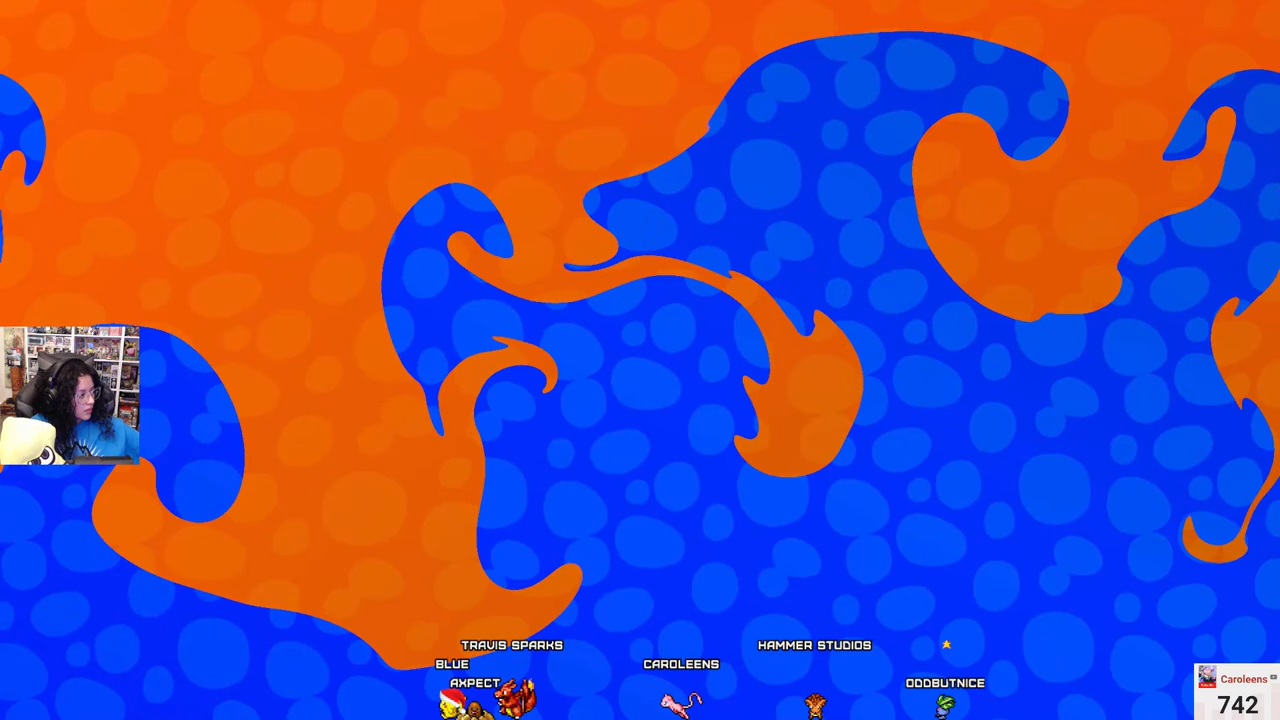 TRAVIS SPARKS
HAMMER STUDIOS
BLUE
CAROLEENS
AXPECT
ODDBUTNICE
Caroleens
742